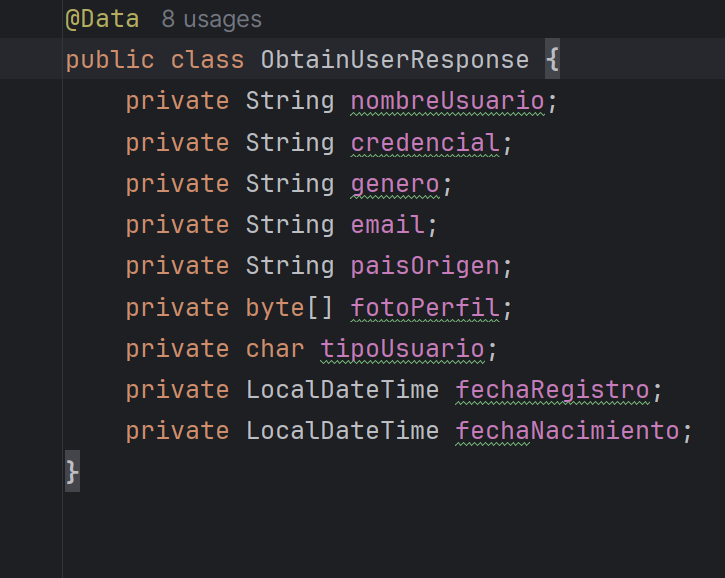 @Data 8 usages
public class ObtainUserResponse {
private String nombreUsuario;
private String credencial;
private String genero;
private String email;
private String paisOrigen;
private byte[] fotoPerfil;
private char tipoUsuario;
private LocalDateTime fechaRegistro;
private LocalDateTime fechaNacimiento;
}